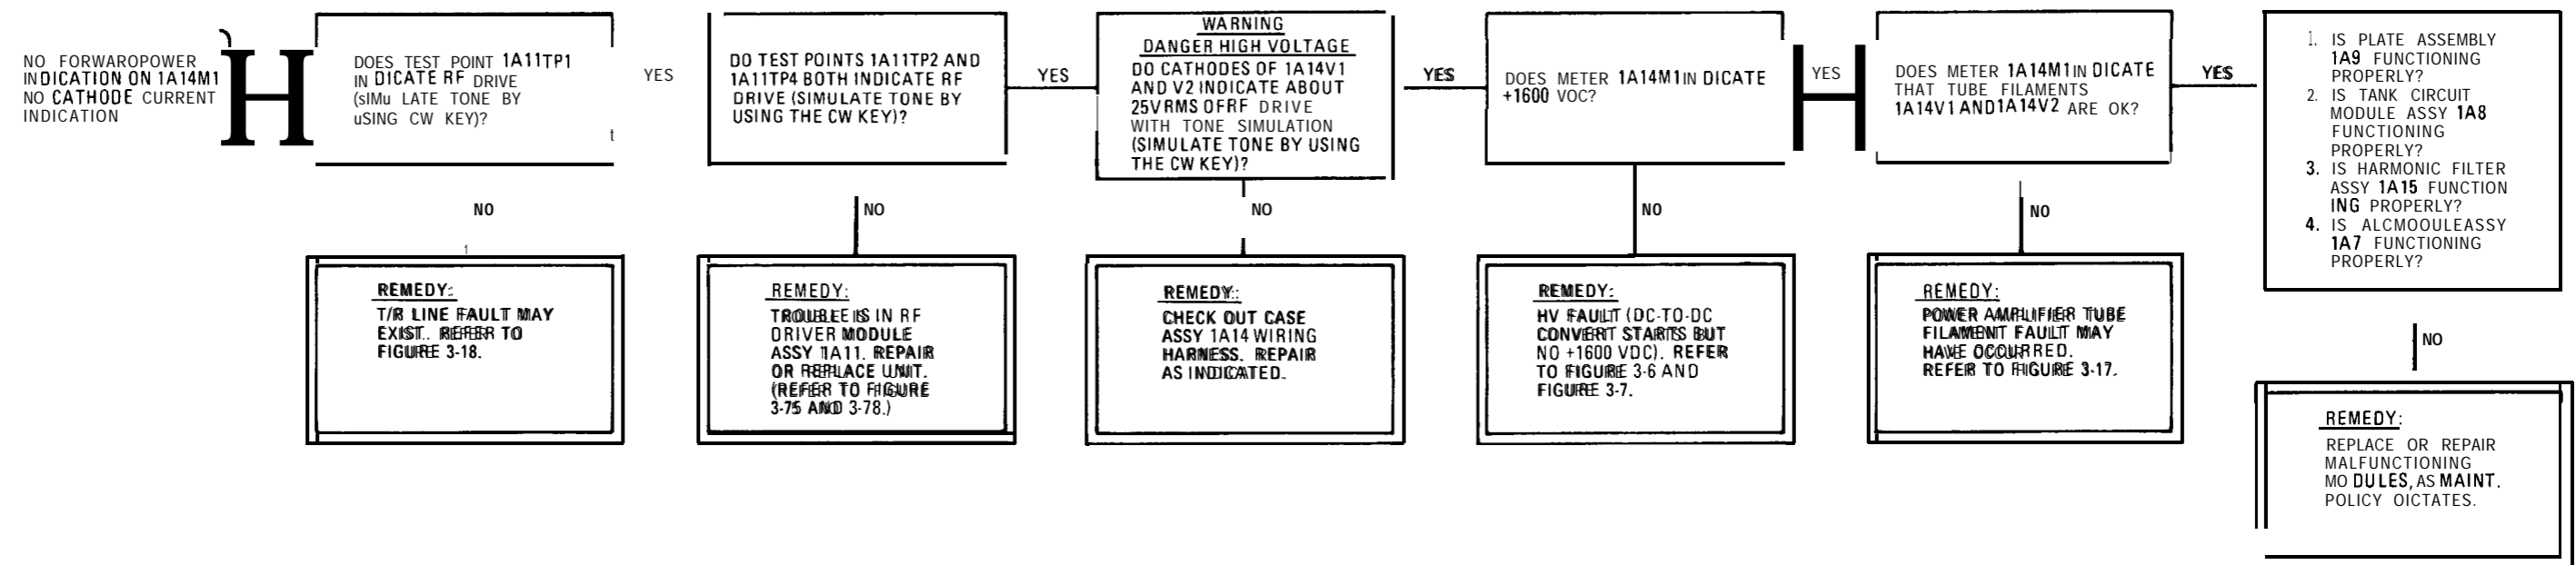 NO FORWAROPOWER
INDICATION ON 1A14M1
NO CATHODE CURRENT
INDICATION
DOES TEST POINT 1A11TP1
IN DICATE RF DRIVE
(sIMu LATE TONE BY
uSING CW KEY)?
YES
DO TEST POINTS 1A11TP2 AND
1A11TP4 BOTH INDICATE RF
DRIVE (SIMULATE TONE BY
USING THE CW KEY)?
YES
WARNING
DANGER HIGH VOLTAGE
DO CATHODES OF 1A14V1
AND V2 INDICATE ABOUT
25VRMS OFRF DRIVE
WITH TONE SIMULATION
(SIMULATE TONE BY USING
THE CW KEY)?
YES
DOES METER 1A14M1IN DICATE
+1600 VOC?
YES
DOES METER 1A14M1IN DICATE
THAT TUBE FILAMENTS
1A14V1 AND1A14V2 ARE OK?
YES
1. IS PLATE ASSEMBLY
1A9 FUNCTIONING
PROPERLY?
2. IS TANK CIRCUIT
MODULE ASSY 1A8
FUNCTIONING
PROPERLY?
3. IS HARMONIC FILTER
ASSY 1A15 FUNCTION
ING PROPERLY?
4. IS ALCMOOULEASSY
1A7 FUNCTIONING
PROPERLY?
NO
NO
NO
NO
NO
NO
REMEDY:
T/R LINE FAULT MAY
EXIST. REFER TO
FIGURE 3-18.
REMEDY:
TROUBLE IS IN RF
DRIVER MODULE
ASSY 1A11. REPAIR
OR REPLACE UNIT.
(REFER TO FIGURE
3-75 AND 3-78.)
REMEDY:
CHECK OUT CASE
ASSY 1A14 WIRING
HARNESS. REPAIR
AS INDICATED.
REMEDY:
HV FAULT (DC-TO-DC
CONVERT STARTS BUT
NO +1600 VDC). REFER
TO FIGURE 3-6 AND
FIGURE 3-7.
REMEDY:
POWER AMPLIFIER TUBE
FILAMENT FAULT MAY
HAVE OCCURRED.
REFER TO FIGURE 3-17.
REMEDY:
REPLACE OR REPAIR
MALFUNCTIONING
MO DULES, AS MAINT.
POLICY OICTATES.